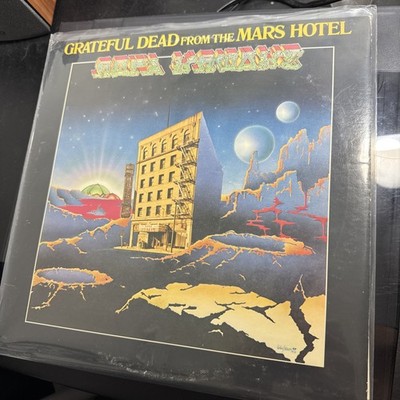 GRATEFUL DEAD FROM THE MARS HOTEL